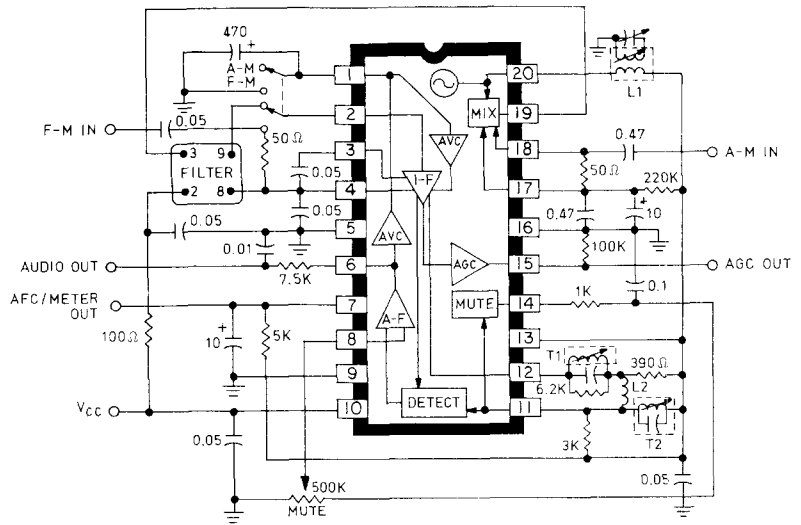 470
+
A-M
F-M
0.05
F-M IN
50Ω
3 9
FILTER
2 8
0.05
0.05
0.05
0.01
AUDIO OUT
7.5K
AFC/METER OUT
100Ω
+
10
5K
VCC
0.05
500K
MUTE
1
2
3
4
5
6
7
8
9
10
AVC
MIX
I-F
AVC
AGC
A-F
MUTE
DETECT
20
19
18
17
16
15
14
13
12
11
L1
0.47
A-M IN
50Ω
220K
0.47
+
10
100K
AGC OUT
0.1
1K
T1
390Ω
6.2K
L2
T2
3K
0.05